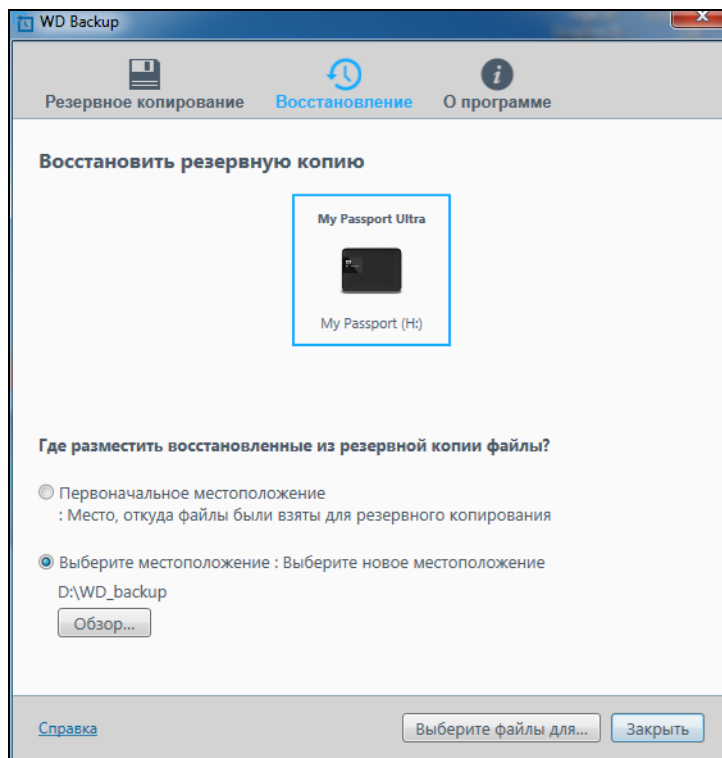 WD Backup
Резервное копирование
Восстановление
О программе
Восстановить резервную копию
My Passport Ultra
My Passport (H:)
Где разместить восстановленные из резервной копии файлы?
Первоначальное местоположение
: Место, откуда файлы были взяты для резервного копирования
Выберите местоположение : Выберите новое местоположение
D:\WD_backup
Обзор...
Справка
Выберите файлы для...
Закрыть